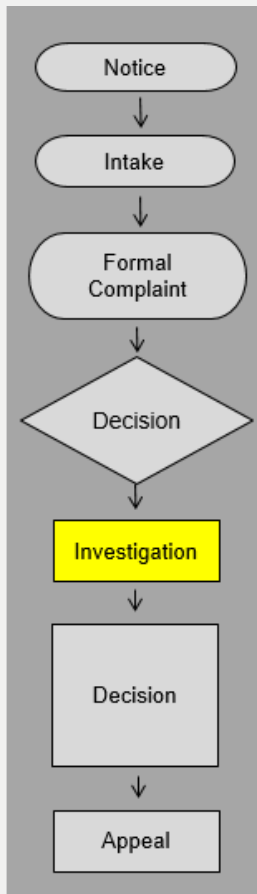 Notice
Intake
Formal
Complaint
Decision
Investigation
Decision
Appeal